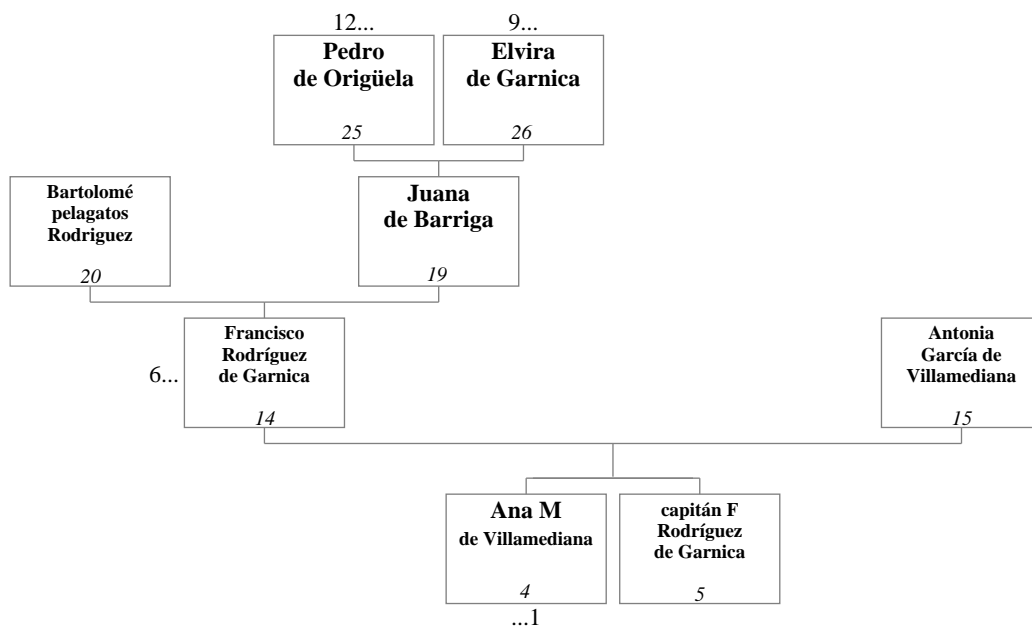 12...
9...
Pedro
de Origüela
25
Elvira
de Garnica
26
Bartolomé
pelagatos
Rodriguez
20
Juana
de Barriga
19
6...
Francisco
Rodríguez
de Garnica
14
Antonia
García de
Villamediana
15
Ana M
de Villamediana
4
capitán F
Rodríguez
de Garnica
5
...1